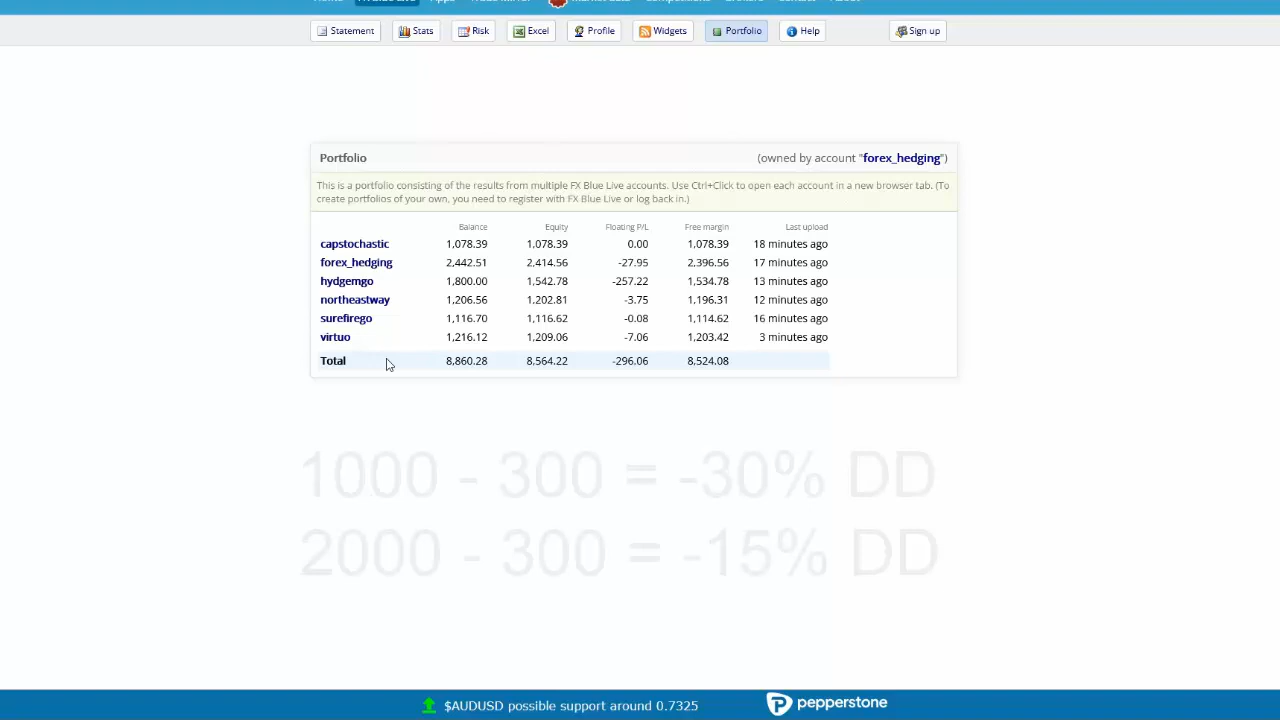 Statement Stats Risk Excel Profile Widgets Portfolio Help Sign up
Portfolio (owned by account "forex_hedging")
This is a portfolio consisting of the results from multiple FX Blue Live accounts. Use Ctrl+Click to open each account in a new browser tab. (To
create portfolios of your own, you need to register with FX Blue Live or log back in.)
Balance Equity Floating P/L Free margin Last upload
capstochastic 1,078.39 1,078.39 0.00 1,078.39 18 minutes ago
forex_hedging 2,442.51 2,414.56 -27.95 2,396.56 17 minutes ago
hydgemgo 1,800.00 1,542.78 -257.22 1,534.78 13 minutes ago
northeastway 1,206.56 1,202.81 -3.75 1,196.31 12 minutes ago
surefirego 1,116.70 1,116.62 -0.08 1,114.62 16 minutes ago
virtuo 1,216.12 1,209.06 -7.06 1,203.42 3 minutes ago
Total 8,860.28 8,564.22 -296.06 8,524.08
1000 - 300 = -30% DD
2000 - 300 = -15% DD
$AUDUSD possible support around 0.7325 pepperstone